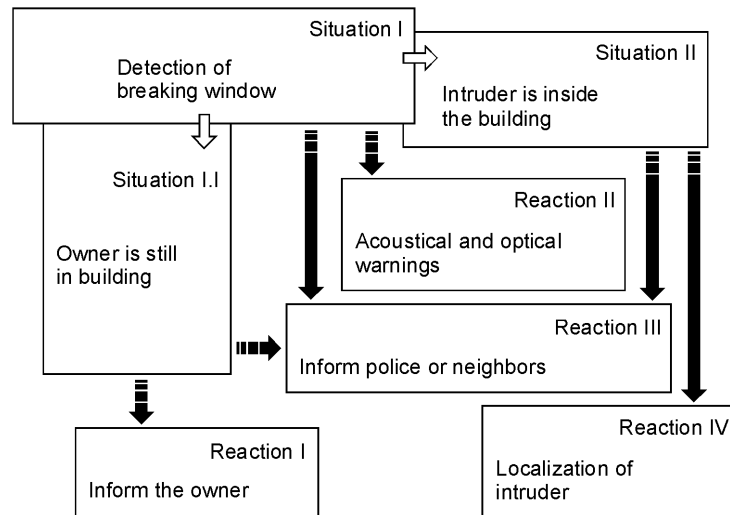 Situation I
Detection of
breaking window
Situation II
Intruder is inside
the building
Situation I.I
Owner is still
in building
Reaction II
Acoustical and optical
warnings
Reaction III
Inform police or neighbors
Reaction I
Inform the owner
Reaction IV
Localization of
intruder